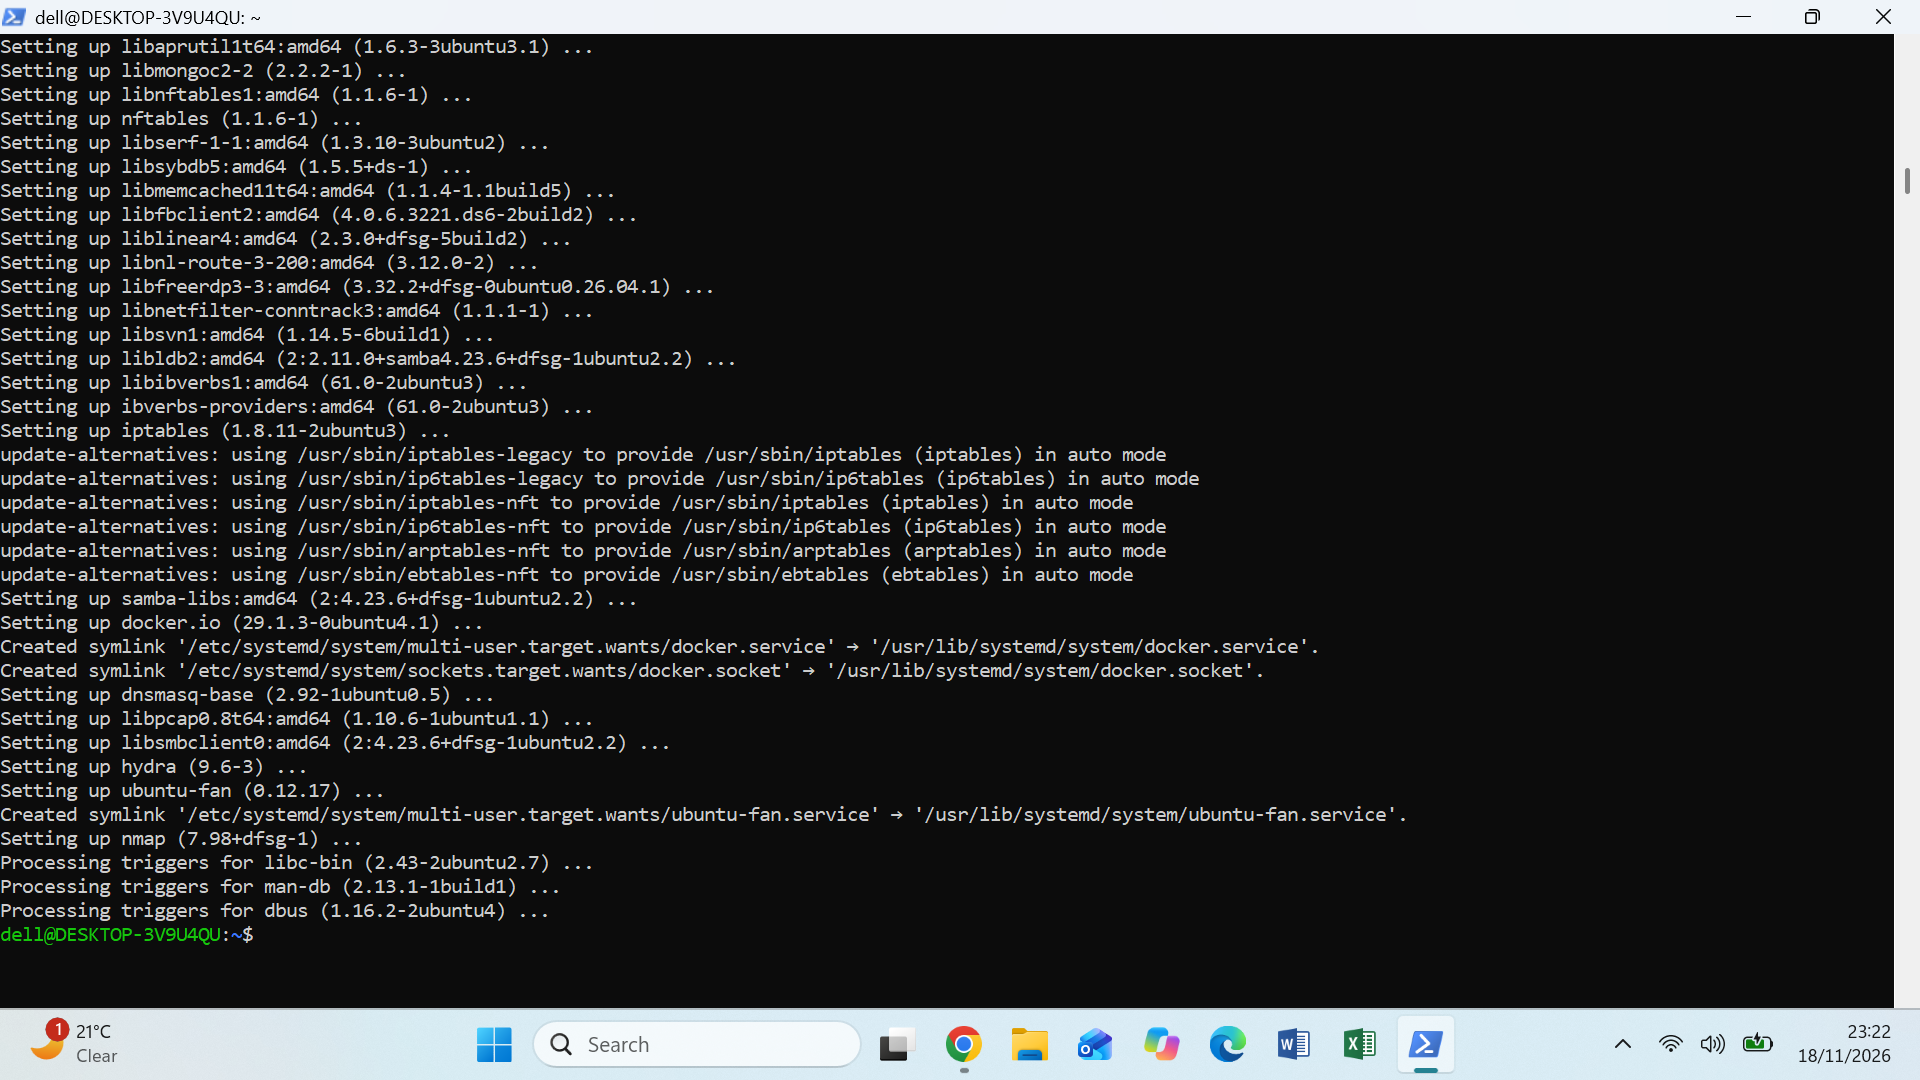 dell@DESKTOP-3V9U4QU: ~
Setting up libaprutil1t64:amd64 (1.6.3-3ubuntu3.1) ...
Setting up libmongoc2-2 (2.2.2-1) ...
Setting up libnftables1:amd64 (1.1.6-1) ...
Setting up nftables (1.1.6-1) ...
Setting up libserf-1-1:amd64 (1.3.10-3ubuntu2) ...
Setting up libsybdb5:amd64 (1.5.5+ds-1) ...
Setting up libmemcached11t64:amd64 (1.1.4-1.1build5) ...
Setting up libfbclient2:amd64 (4.0.6.3221.ds6-2build2) ...
Setting up liblinear4:amd64 (2.3.0+dfsg-5build2) ...
Setting up libnl-route-3-200:amd64 (3.12.0-2) ...
Setting up libfreerdp3-3:amd64 (3.32.2+dfsg-0ubuntu0.26.04.1) ...
Setting up libnetfilter-conntrack3:amd64 (1.1.1-1) ...
Setting up libsvn1:amd64 (1.14.5-6build1) ...
Setting up libldb2:amd64 (2:2.11.0+samba4.23.6+dfsg-1ubuntu2.2) ...
Setting up libibverbs1:amd64 (61.0-2ubuntu3) ...
Setting up ibverbs-providers:amd64 (61.0-2ubuntu3) ...
Setting up iptables (1.8.11-2ubuntu3) ...
update-alternatives: using /usr/sbin/iptables-legacy to provide /usr/sbin/iptables (iptables) in auto mode
update-alternatives: using /usr/sbin/ip6tables-legacy to provide /usr/sbin/ip6tables (ip6tables) in auto mode
update-alternatives: using /usr/sbin/iptables-nft to provide /usr/sbin/iptables (iptables) in auto mode
update-alternatives: using /usr/sbin/ip6tables-nft to provide /usr/sbin/ip6tables (ip6tables) in auto mode
update-alternatives: using /usr/sbin/arptables-nft to provide /usr/sbin/arptables (arptables) in auto mode
update-alternatives: using /usr/sbin/ebtables-nft to provide /usr/sbin/ebtables (ebtables) in auto mode
Setting up samba-libs:amd64 (2:4.23.6+dfsg-1ubuntu2.2) ...
Setting up docker.io (29.1.3-0ubuntu4.1) ...
Created symlink '/etc/systemd/system/multi-user.target.wants/docker.service' → '/usr/lib/systemd/system/docker.service'.
Created symlink '/etc/systemd/system/sockets.target.wants/docker.socket' → '/usr/lib/systemd/system/docker.socket'.
Setting up dnsmasq-base (2.92-1ubuntu0.5) ...
Setting up libpcap0.8t64:amd64 (1.10.6-1ubuntu1.1) ...
Setting up libsmbclient0:amd64 (2:4.23.6+dfsg-1ubuntu2.2) ...
Setting up hydra (9.6-3) ...
Setting up ubuntu-fan (0.12.17) ...
Created symlink '/etc/systemd/system/multi-user.target.wants/ubuntu-fan.service' → '/usr/lib/systemd/system/ubuntu-fan.service'.
Setting up nmap (7.98+dfsg-1) ...
Processing triggers for libc-bin (2.43-2ubuntu2.7) ...
Processing triggers for man-db (2.13.1-1build1) ...
Processing triggers for dbus (1.16.2-2ubuntu4) ...
dell@DESKTOP-3V9U4QU:~$
1
21°C
Clear
Search
23:22
18/11/2026